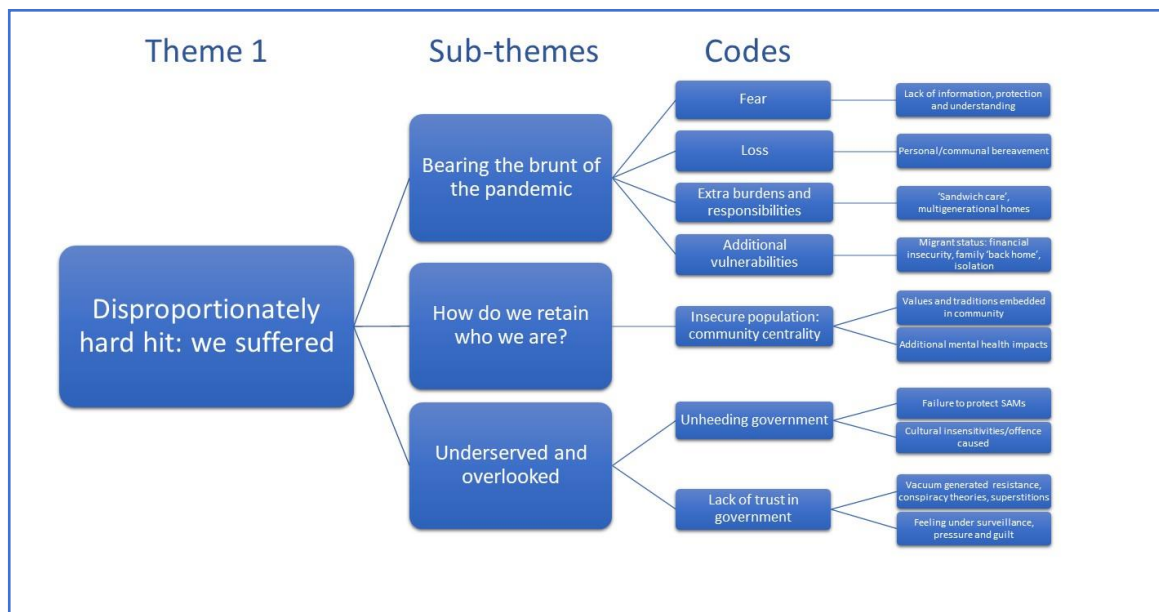 Theme 1
Sub-themes
Codes
Disproportionately
hard hit: we suffered
Bearing the brunt of
the pandemic
Fear
Lack of information, protection
and understanding
Loss
Personal/communal bereavement
Extra burdens and
responsibilities
‘Sandwich care’,
multigenerational homes
Additional
vulnerabilities
Migrant status: financial
insecurity, family ‘back home’,
isolation
How do we retain
who we are?
Insecure population:
community centrality
Values and traditions embedded
in community
Additional mental health impacts
Underserved and
overlooked
Unheeding government
Failure to protect SAMs
Cultural insensitivities/offence
caused
Lack of trust in
government
Vacuum generated resistance,
conspiracy theories, superstitions
Feeling under surveillance,
pressure and guilt